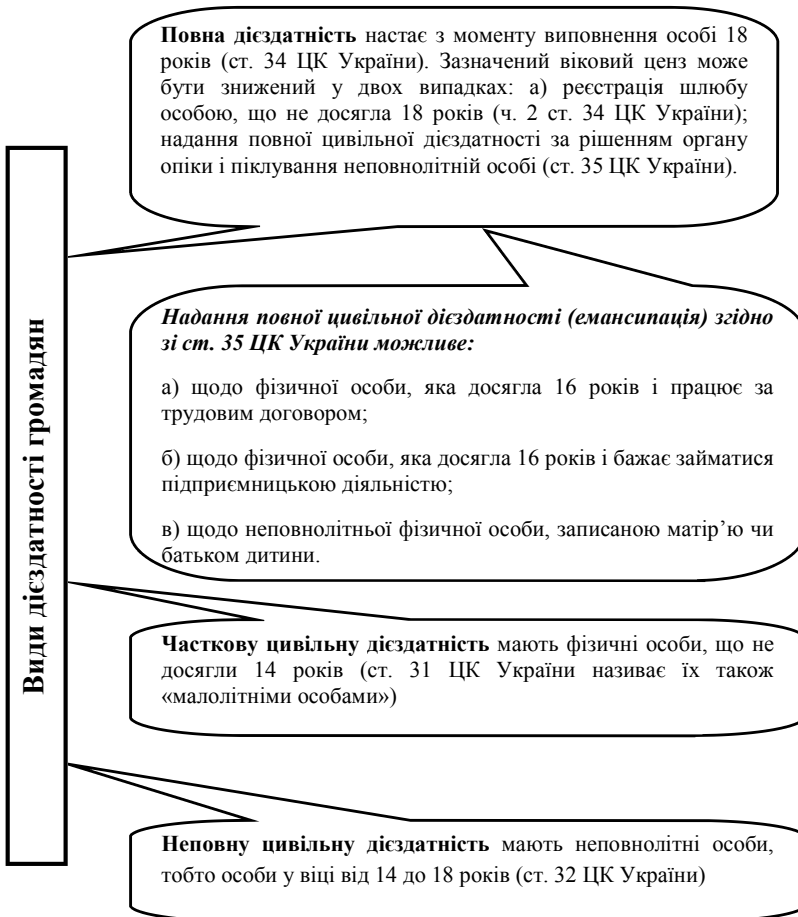 Види дієздатності громадян
Повна дієздатність настає з моменту виповнення особі 18
років (ст. 34 ЦК України). Зазначений віковий ценз може
бути знижений у двох випадках: а) реєстрація шлюбу
особою, що не досягла 18 років (ч. 2 ст. 34 ЦК України);
надання повної цивільної дієздатності за рішенням органу
опіки і піклування неповнолітній особі (ст. 35 ЦК України).
Надання повної цивільної дієздатності (емансипація) згідно
зі ст. 35 ЦК України можливе:
а) щодо фізичної особи, яка досягла 16 років і працює за
трудовим договором;
б) щодо фізичної особи, яка досягла 16 років і бажає займатися
підприємницькою діяльністю;
в) щодо неповнолітньої фізичної особи, записаною матір’ю чи
батьком дитини.
Часткову цивільну дієздатність мають фізичні особи, що не
досягли 14 років (ст. 31 ЦК України називає їх також
«малолітніми особами»)
Неповну цивільну дієздатність мають неповнолітні особи,
тобто особи у віці від 14 до 18 років (ст. 32 ЦК України)